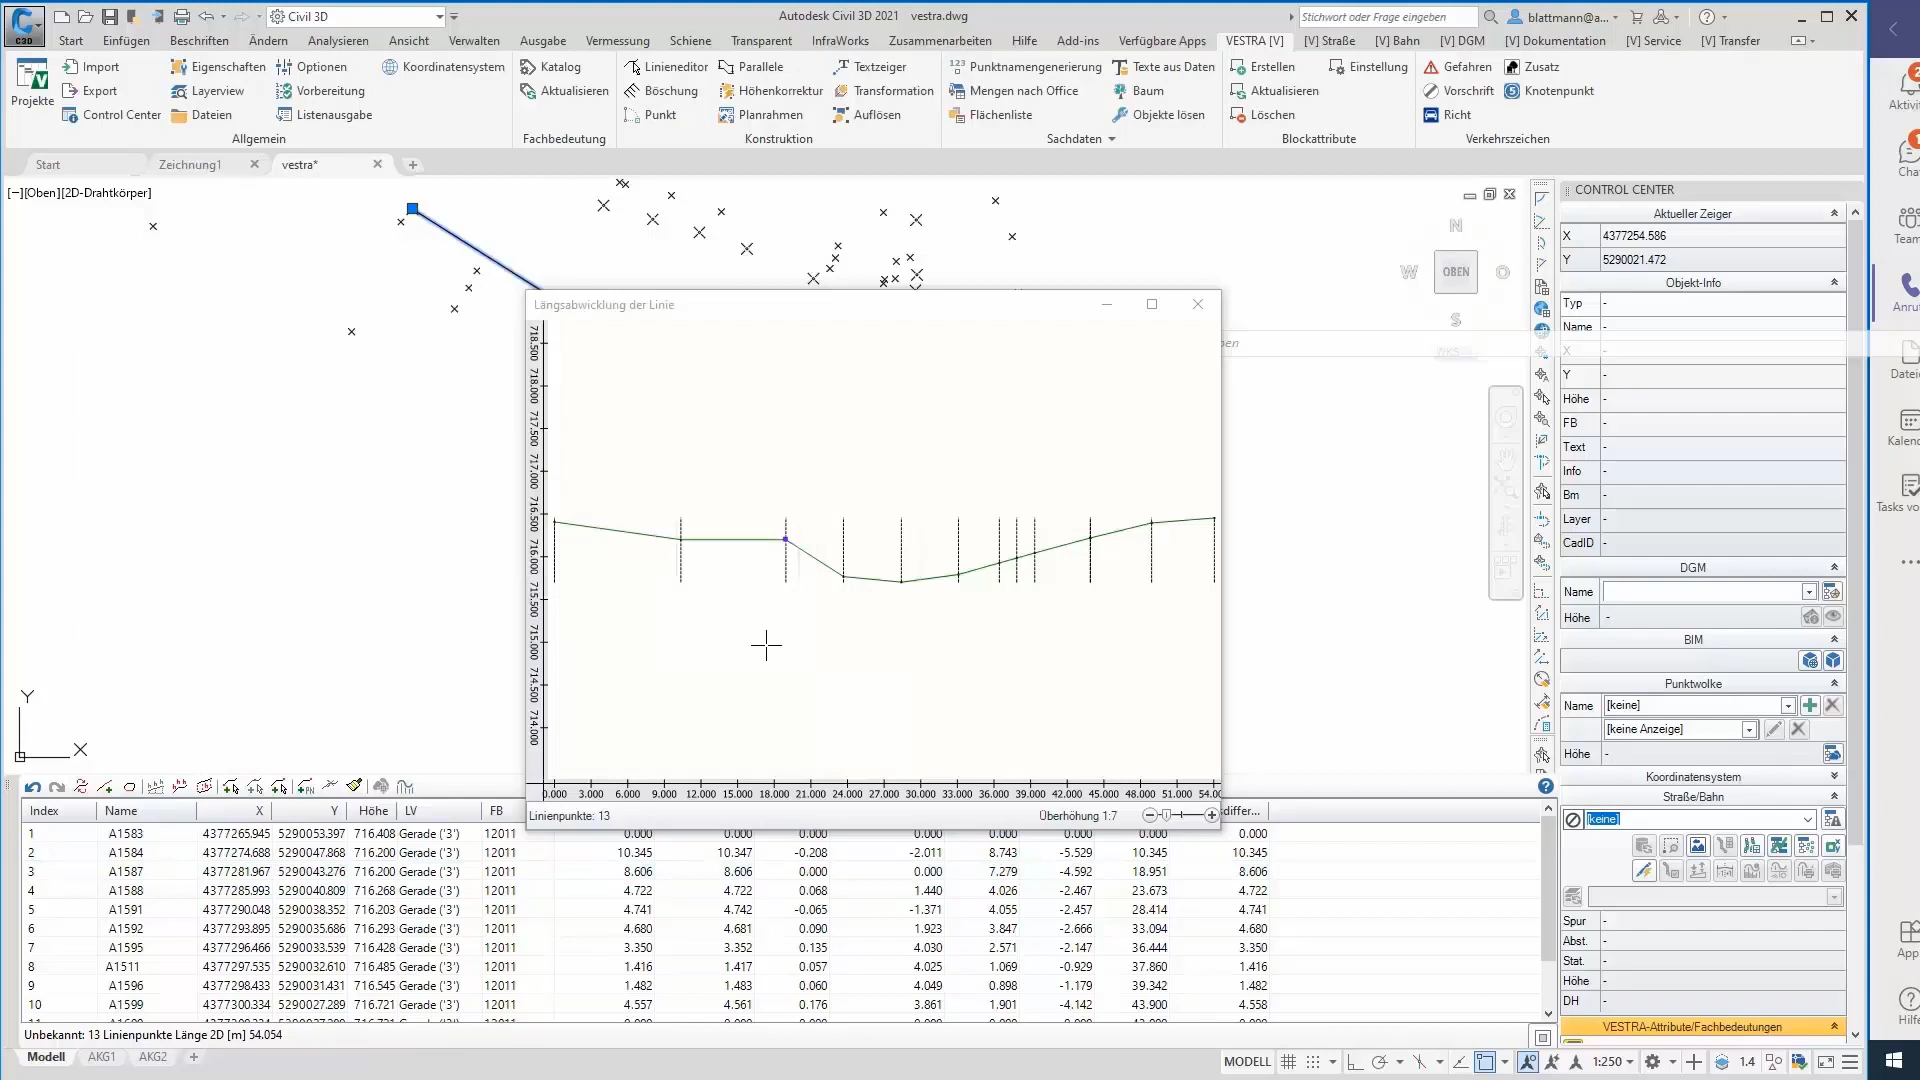 Civil 3D
Autodesk Civil 3D 2021 vestra.dwg
Stichwort oder Frage eingeben
blattmann@a...
C3D
Start Einfügen Beschriften Ändern Analysieren Ansicht Verwalten Ausgabe Vermessung Schiene Transparent InfraWorks Zusammenarbeiten Hilfe Add-ins Verfügbare Apps VESTRA [V] [V] Straße [V] Bahn [V] DGM [V] Dokumentation [V] Service [V] Transfer
Import Eigenschaften Optionen Koordinatensystem Katalog Linieneditor Parallele Textzeiger Punktnamengenerierung Texte aus Daten Erstellen Einstellung Gefahren Zusatz
Projekte Export Layerview Vorbereitung Aktualisieren Böschung Höhenkorrektur Transformation Mengen nach Office Baum Aktualisieren Vorschrift Knotenpunkt
Control Center Dateien Listenausgabe Punkt Planrahmen Auflösen Flächenliste Objekte lösen Löschen Richt
Allgemein Fachbedeutung Konstruktion Sachdaten Blockattribute Verkehrszeichen
Start Zeichnung1 vestra*
[−][Oben][2D-Drahtkörper]
N
W OBEN O
S
Längsabwicklung der Linie
718.500
718.000
717.500
717.000
716.500
716.000
715.500
715.000
714.500
714.000
0.000 3.000 6.000 9.000 12.000 15.000 18.000 21.000 24.000 27.000 30.000 33.000 36.000 39.000 42.000 45.000 48.000 51.000 54.0
Linienpunkte: 13 Überhöhung 1:7
Y
X
CONTROL CENTER
Aktueller Zeiger
X 4377254.586
Y 5290021.472
Objekt-Info
Typ -
Name -
X -
Y -
Höhe -
FB -
Text -
Info -
Bm -
Layer -
CadID -
DGM
Name
Höhe -
BIM
Punktwolke
Name [keine]
[keine Anzeige]
Höhe -
Koordinatensystem
Straße/Bahn
[keine]
Spur -
Abst. -
Stat. -
Höhe -
DH -
VESTRA-Attribute/Fachbedeutungen
Index Name X Y Höhe LV FB differ...
1 A1583 4377265.945 5290053.397 716.408 Gerade ('3') 12011 0.000 0.000 0.000 0.000 0.000 0.000 0.000 0.000
2 A1584 4377274.688 5290047.868 716.200 Gerade ('3') 12011 10.345 10.347 -0.208 -2.011 8.743 -5.529 10.345 10.345
3 A1587 4377281.967 5290043.276 716.200 Gerade ('3') 12011 8.606 8.606 0.000 0.000 7.279 -4.592 18.951 8.606
4 A1588 4377285.993 5290040.809 716.268 Gerade ('3') 12011 4.722 4.722 0.068 1.440 4.026 -2.467 23.673 4.722
5 A1591 4377290.048 5290038.352 716.203 Gerade ('3') 12011 4.741 4.742 -0.065 -1.371 4.055 -2.457 28.414 4.741
6 A1592 4377293.895 5290035.686 716.293 Gerade ('3') 12011 4.680 4.681 0.090 1.923 3.847 -2.666 33.094 4.680
7 A1595 4377296.466 5290033.539 716.428 Gerade ('3') 12011 3.350 3.352 0.135 4.030 2.571 -2.147 36.444 3.350
8 A1511 4377297.535 5290032.610 716.485 Gerade ('3') 12011 1.416 1.417 0.057 4.025 1.069 -0.929 37.860 1.416
9 A1596 4377298.433 5290031.431 716.545 Gerade ('3') 12011 1.482 1.483 0.060 4.049 0.898 -1.179 39.342 1.482
10 A1599 4377300.334 5290027.289 716.721 Gerade ('3') 12011 4.557 4.561 0.176 3.861 1.901 -4.142 43.900 4.558
Unbekannt: 13 Linienpunkte Länge 2D [m] 54.054
Modell AKG1 AKG2
MODELL 1:250 1.4
Aktivi
Cha
Team
Anru
Datei
Kalend
Tasks vo
App
Hilf